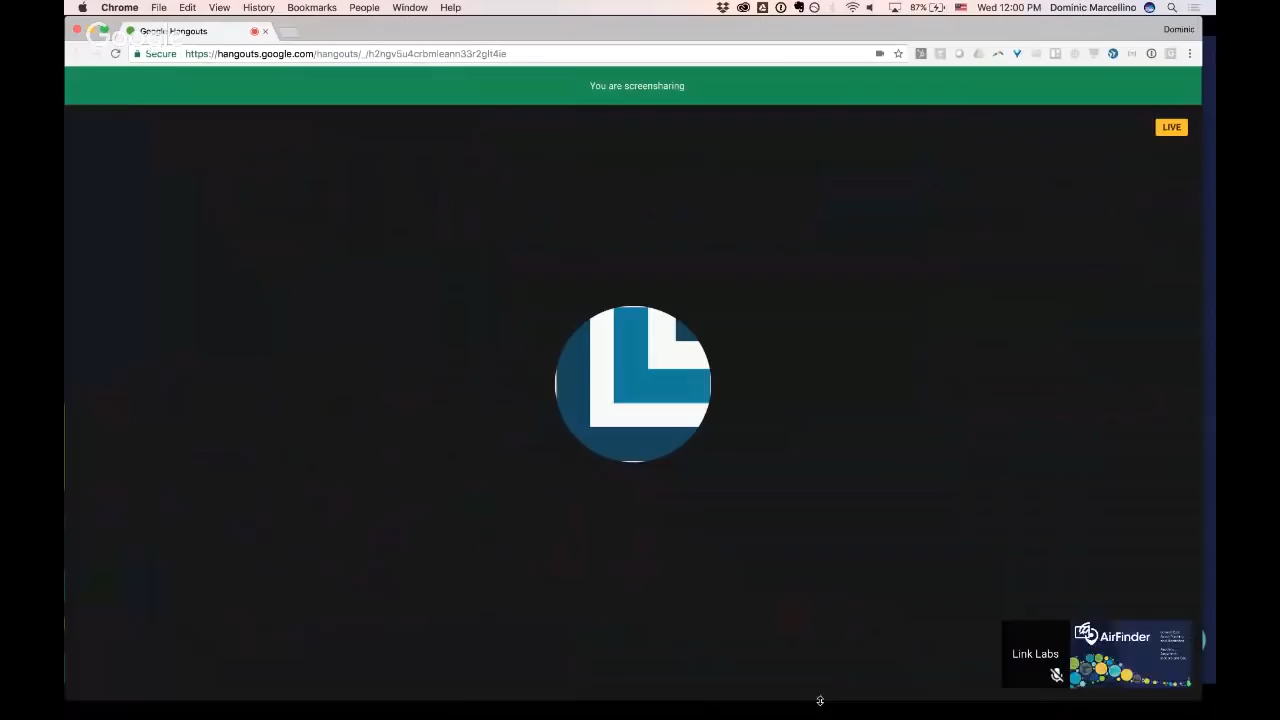 Chrome File Edit View History Bookmarks People Window Help 87% Wed 12:00 PM Dominic Marcellino
Google Hangouts
Google
Dominic
Secure https://hangouts.google.com/hangouts/_/h2ngv5u4crbmleann33r2glt4ie
You are screensharing
LIVE
Link Labs
AirFinder